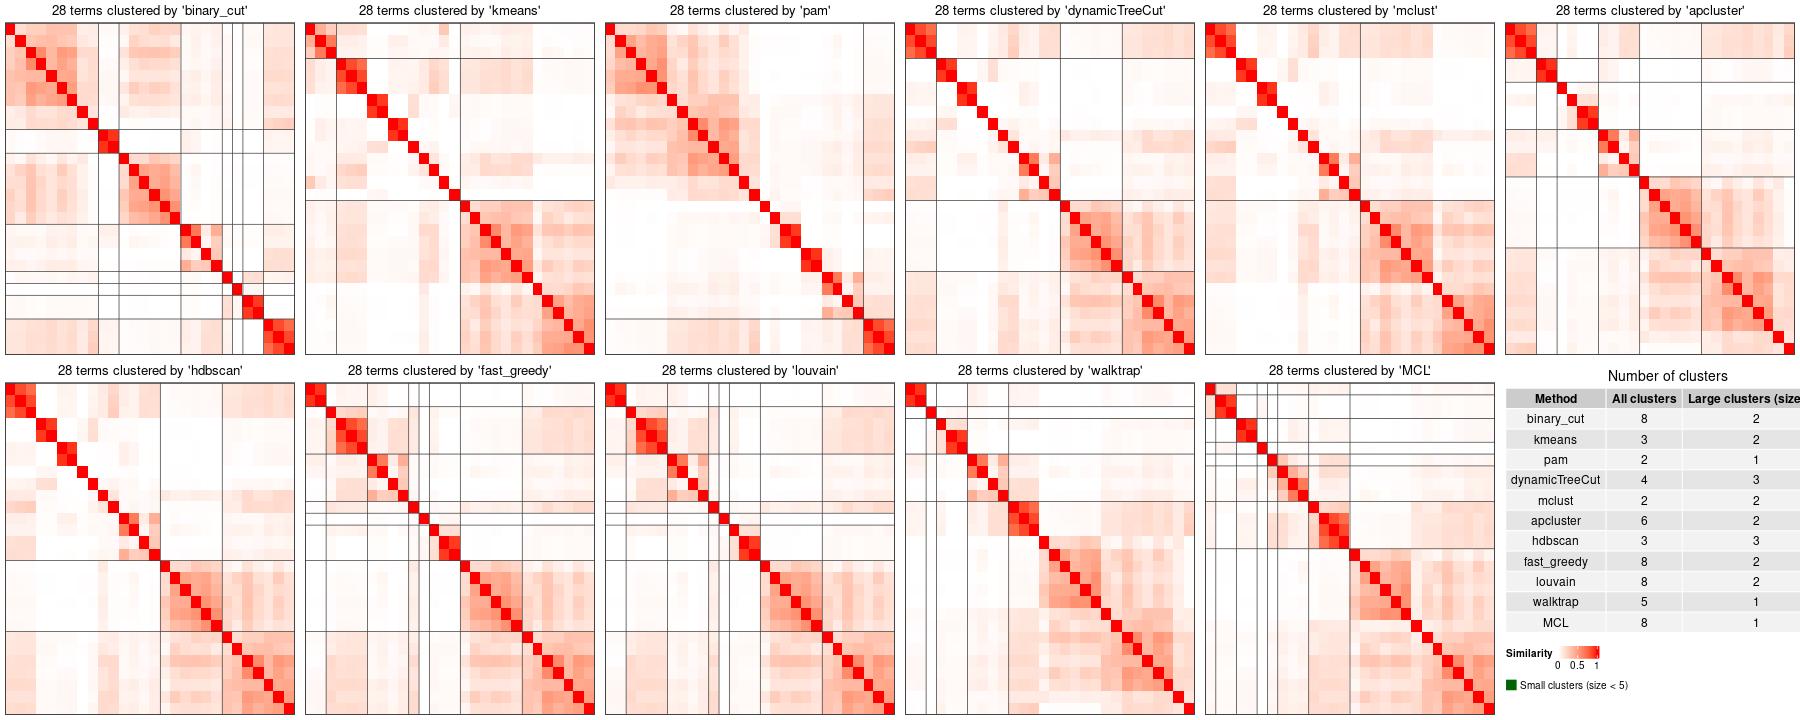 28 terms clustered by 'binary_cut'
28 terms clustered by 'kmeans'
28 terms clustered by 'pam'
28 terms clustered by 'dynamicTreeCut'
28 terms clustered by 'mclust'
28 terms clustered by 'apcluster'
28 terms clustered by 'hdbscan'
28 terms clustered by 'fast_greedy'
28 terms clustered by 'louvain'
28 terms clustered by 'walktrap'
28 terms clustered by 'MCL'
Number of clusters
Method All clusters Large clusters (size
binary_cut 8 2
kmeans 3 2
pam 2 1
dynamicTreeCut 4 3
mclust 2 2
apcluster 6 2
hdbscan 3 3
fast_greedy 8 2
louvain 8 2
walktrap 5 1
MCL 8 1
Similarity
0 0.5 1
Small clusters (size < 5)